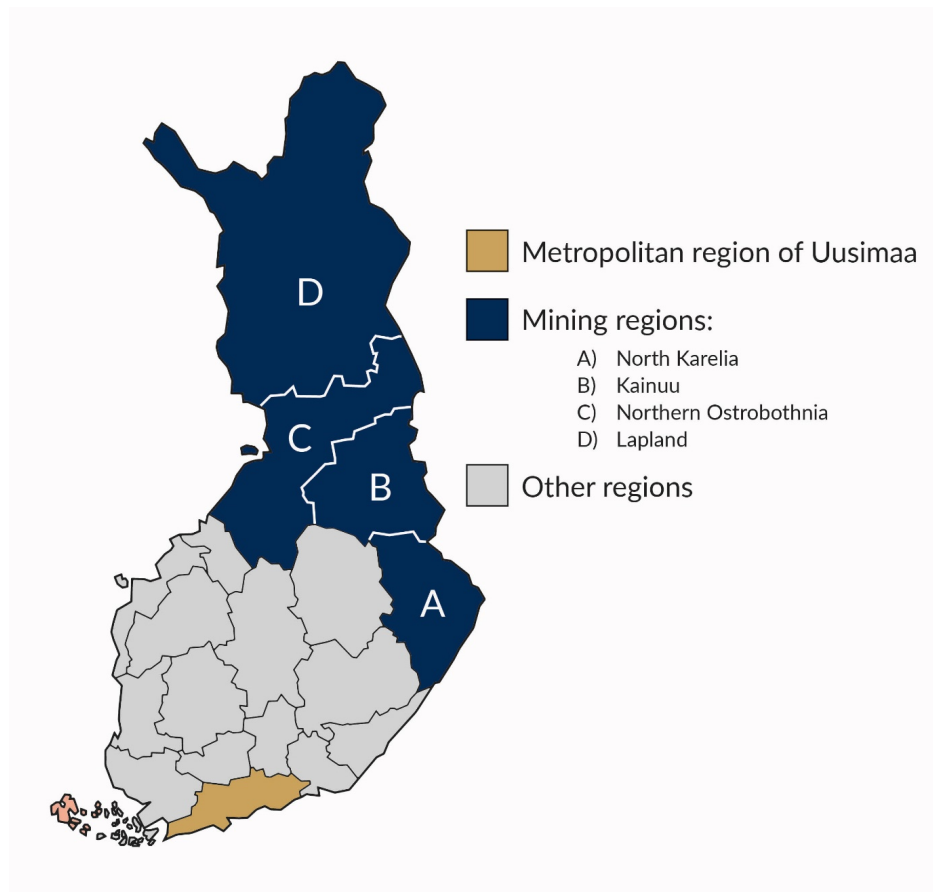 Metropolitan region of Uusimaa
Mining regions:
A) North Karelia
B) Kainuu
C) Northern Ostrobothnia
D) Lapland
Other regions
D
C
B
A